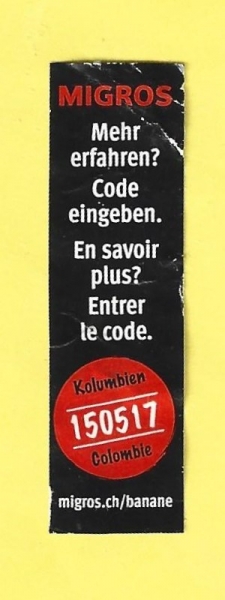 MIGROS
Mehr
erfahren?
Code
eingeben.
En savoir
plus?
Entrer
le code.
Kolumbien
150517
Colombie
migros.ch/banane